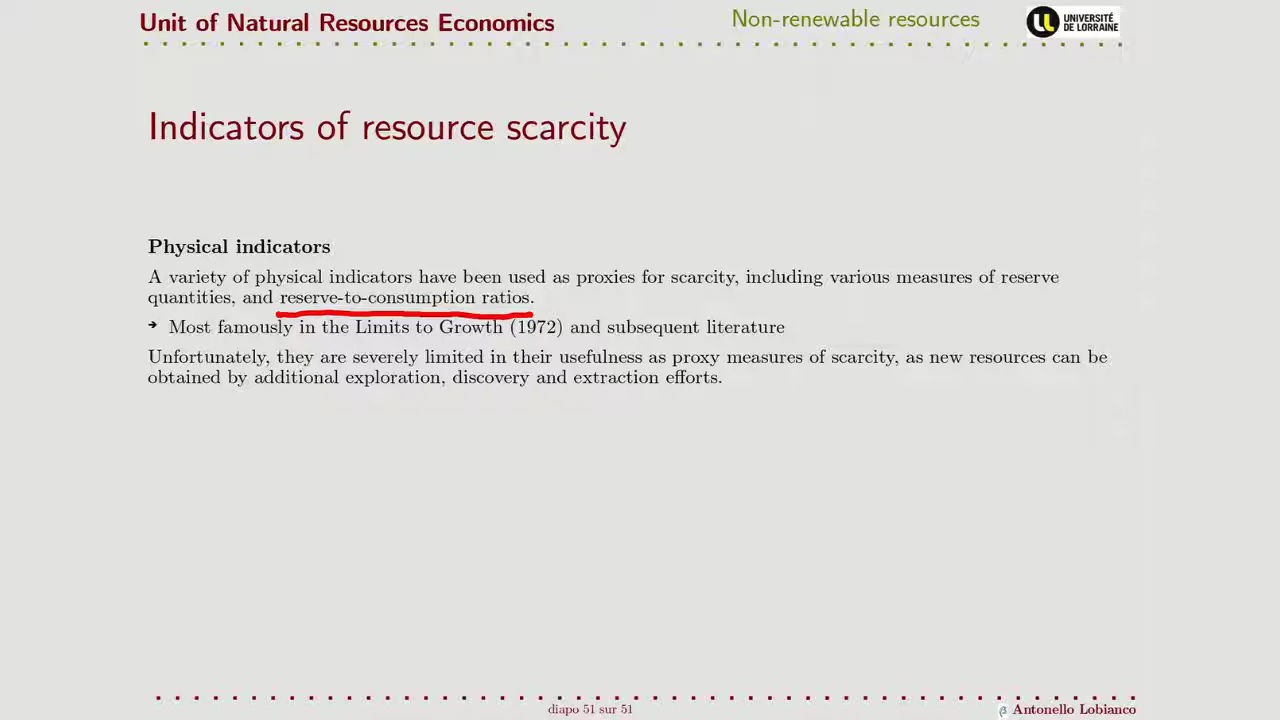 Unit of Natural Resources Economics
Non-renewable resources
UNIVERSITÉ
DE LORRAINE
Indicators of resource scarcity
Physical indicators
A variety of physical indicators have been used as proxies for scarcity, including various measures of reserve
quantities, and reserve-to-consumption ratios.
➔ Most famously in the Limits to Growth (1972) and subsequent literature
Unfortunately, they are severely limited in their usefulness as proxy measures of scarcity, as new resources can be
obtained by additional exploration, discovery and extraction efforts.
diapo 51 sur 51
β Antonello Lobianco